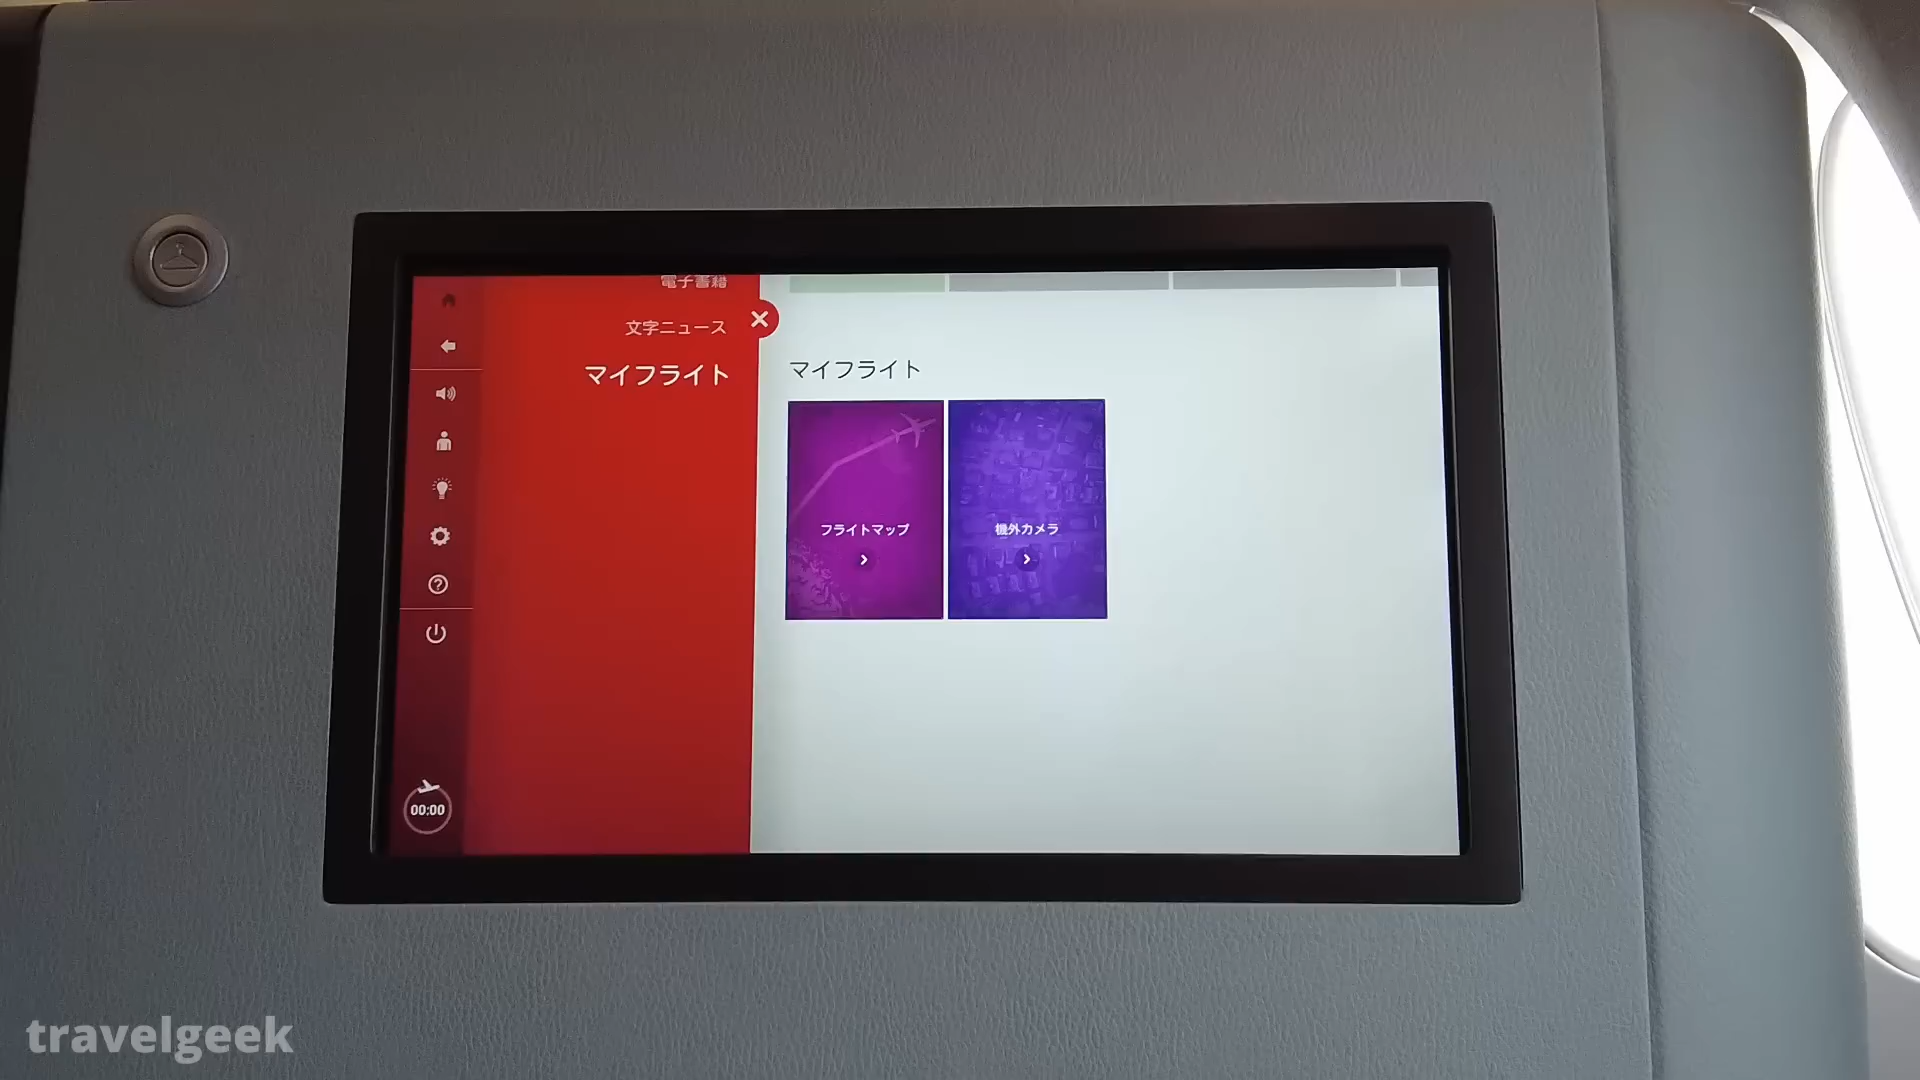 電子書籍
文字ニュース
マイフライト
マイフライト
フライトマップ
機外カメラ
00:00
travelgeek